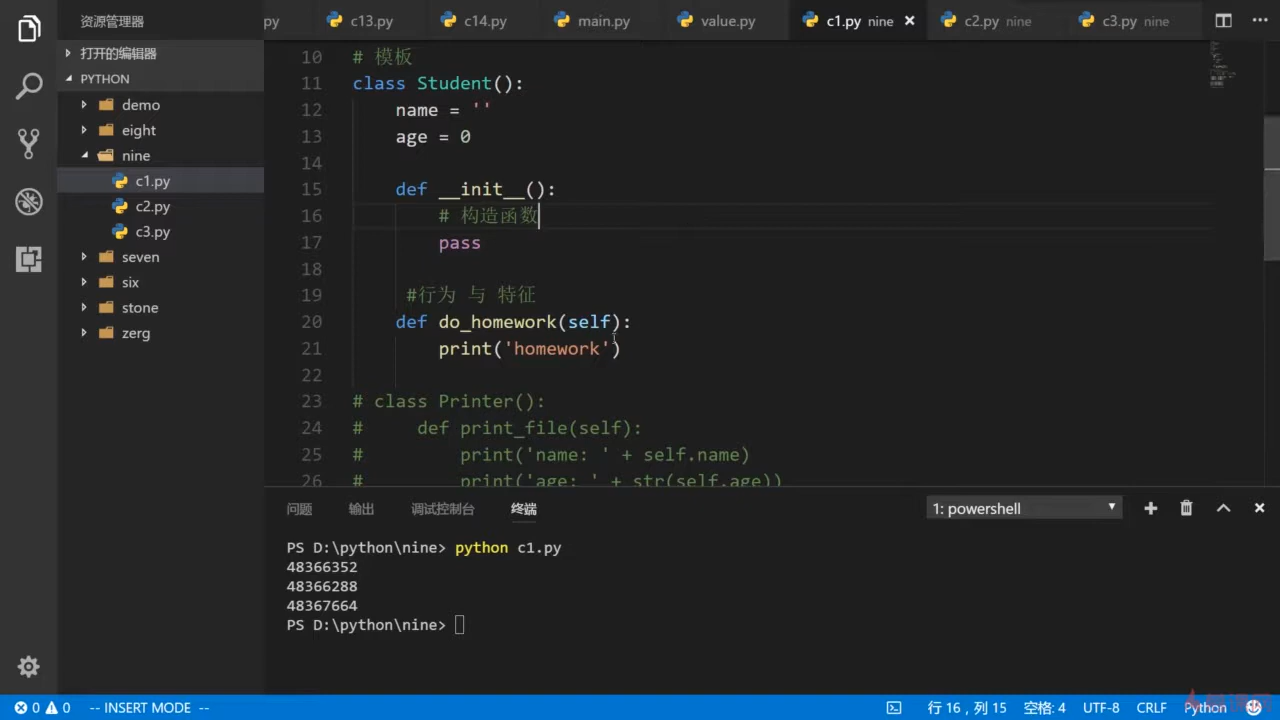 资源管理器
py
c13.py
c14.py
main.py
value.py
c1.py nine
c2.py nine
c3.py nine
打开的编辑器
PYTHON
demo
eight
nine
c1.py
c2.py
c3.py
seven
six
stone
zerg
10 # 模板
11 class Student():
12 name = ''
13 age = 0
14
15 def __init__():
16 # 构造函数
17 pass
18
19 #行为 与 特征
20 def do_homework(self):
21 print('homework')
22
23 # class Printer():
24 # def print_file(self):
25 # print('name: ' + self.name)
26 # print('age: ' + str(self.age))
问题 输出 调试控制台 终端
1: powershell
PS D:\python\nine> python c1.py
48366352
48366288
48367664
PS D:\python\nine>
0 0 -- INSERT MODE -- 行 16，列 15 空格: 4 UTF-8 CRLF Python